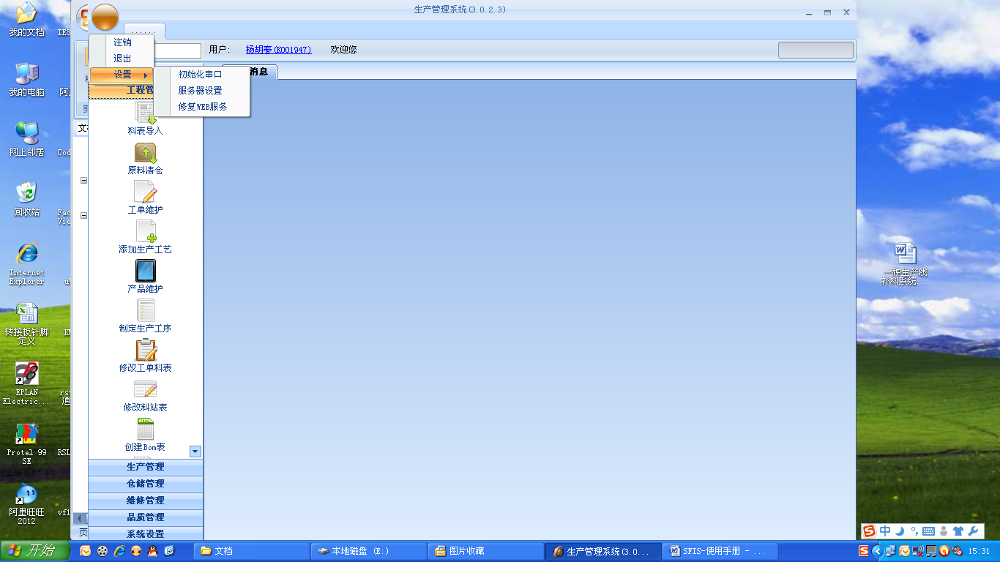 生产管理系统(3.0.2.3)
......
注销
退出
设置
初始化串口
服务器设置
修复WEB服务
用户:
杨胡春(K001947)
欢迎您
消息
工程管
料表导入
原料清仓
工单维护
添加生产工艺
产品维护
制定生产工序
修改工单料表
修改料站表
创建Bom表
生产管理
仓储管理
维修管理
品质管理
系统设置
我的文档
我的电脑
网上邻居
回收站
Internet
Explorer
转接板针脚
定义
EPLAN
Electric...
Protel 99
SE
阿里旺旺
2012
IE8
阿
Cod
Fac
Vie
KM
rs
通
RSL
vf1
文
页
一种生产线
补料系统...
中
开始
文档
本地磁盘 (E:)
图片收藏
生产管理系统(3.0...
SFIS-使用手册 - ...
15:31